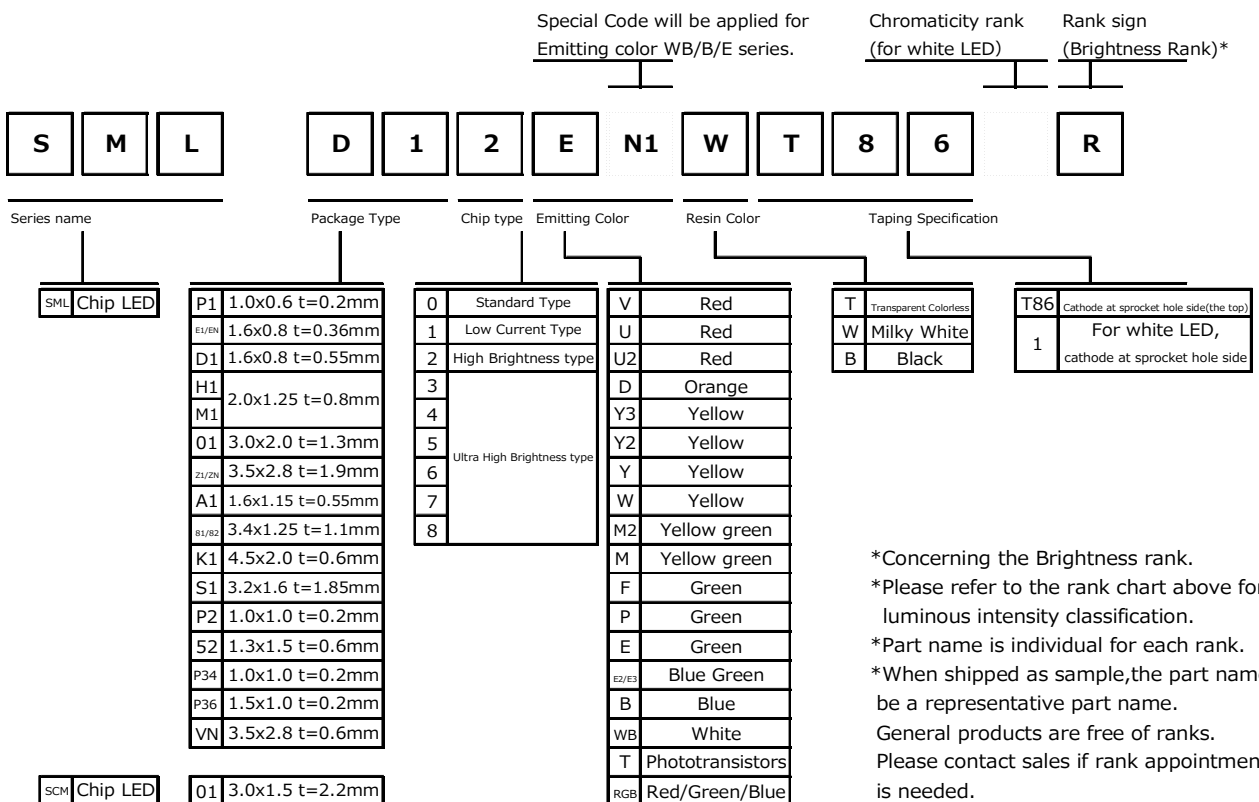 Special Code will be applied for
Emitting color WB/B/E series.
Chromaticity rank
(for white LED)
Rank sign
(Brightness Rank)*
S M L D 1 2 E N1 W T 8 6 R
Series name
Package Type
Chip type
Emitting Color
Resin Color
Taping Specification
SML Chip LED
P1 1.0x0.6 t=0.2mm
E1/EN 1.6x0.8 t=0.36mm
D1 1.6x0.8 t=0.55mm
H1
M1
2.0x1.25 t=0.8mm
01 3.0x2.0 t=1.3mm
Z1/ZN 3.5x2.8 t=1.9mm
A1 1.6x1.15 t=0.55mm
81/82 3.4x1.25 t=1.1mm
K1 4.5x2.0 t=0.6mm
S1 3.2x1.6 t=1.85mm
P2 1.0x1.0 t=0.2mm
52 1.3x1.5 t=0.6mm
P34 1.0x1.0 t=0.2mm
P36 1.5x1.0 t=0.2mm
VN 3.5x2.8 t=0.6mm
SCM Chip LED
01 3.0x1.5 t=2.2mm
0 Standard Type
1 Low Current Type
2 High Brightness type
3
4
5
6
7
8
Ultra High Brightness type
V Red
U Red
U2 Red
D Orange
Y3 Yellow
Y2 Yellow
Y Yellow
W Yellow
M2 Yellow green
M Yellow green
F Green
P Green
E Green
E2/E3 Blue Green
B Blue
WB White
T Phototransistors
RGB Red/Green/Blue
T Transparent Colorless
W Milky White
B Black
T86 Cathode at sprocket hole side(the top)
1 For white LED,
cathode at sprocket hole side
*Concerning the Brightness rank.
*Please refer to the rank chart above for
luminous intensity classification.
*Part name is individual for each rank.
*When shipped as sample,the part name
be a representative part name.
General products are free of ranks.
Please contact sales if rank appointmen
is needed.